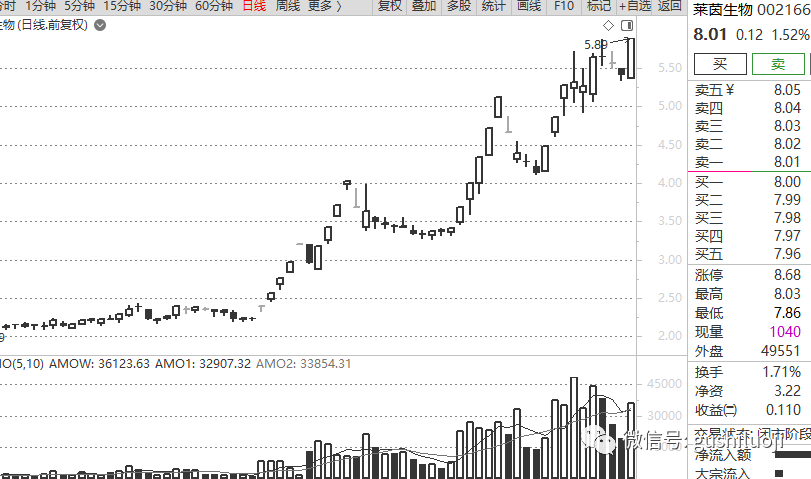 分时 1分钟 5分钟 15分钟 30分钟 60分钟 日线 周线 更多 复权 叠加 多股 统计 画线 F10 标记 +自选 返回
生物 (日线.前复权)
5.89
5.50
5.00
4.50
4.00
3.50
3.00
2.50
2.00
9
MO(5,10) AMOW: 36123.63 AMO1: 32907.32 AMO2: 33854.31
45000
30000
莱茵生物 002166
8.01 0.12 1.52%
买 卖
卖五 ¥ 8.05
卖四 8.04
卖三 8.03
卖二 8.02
卖一 8.01
买一 8.00
买二 7.99
买三 7.98
买四 7.97
买五 7.96
涨停 8.68
最高 8.03
最低 7.86
现量 1040
外盘 49551
换手 1.71%
净资 3.22
收益㈡ 0.110
交易状态: 闭市阶段
微信号: gushituoji
净流入额
大宗流入